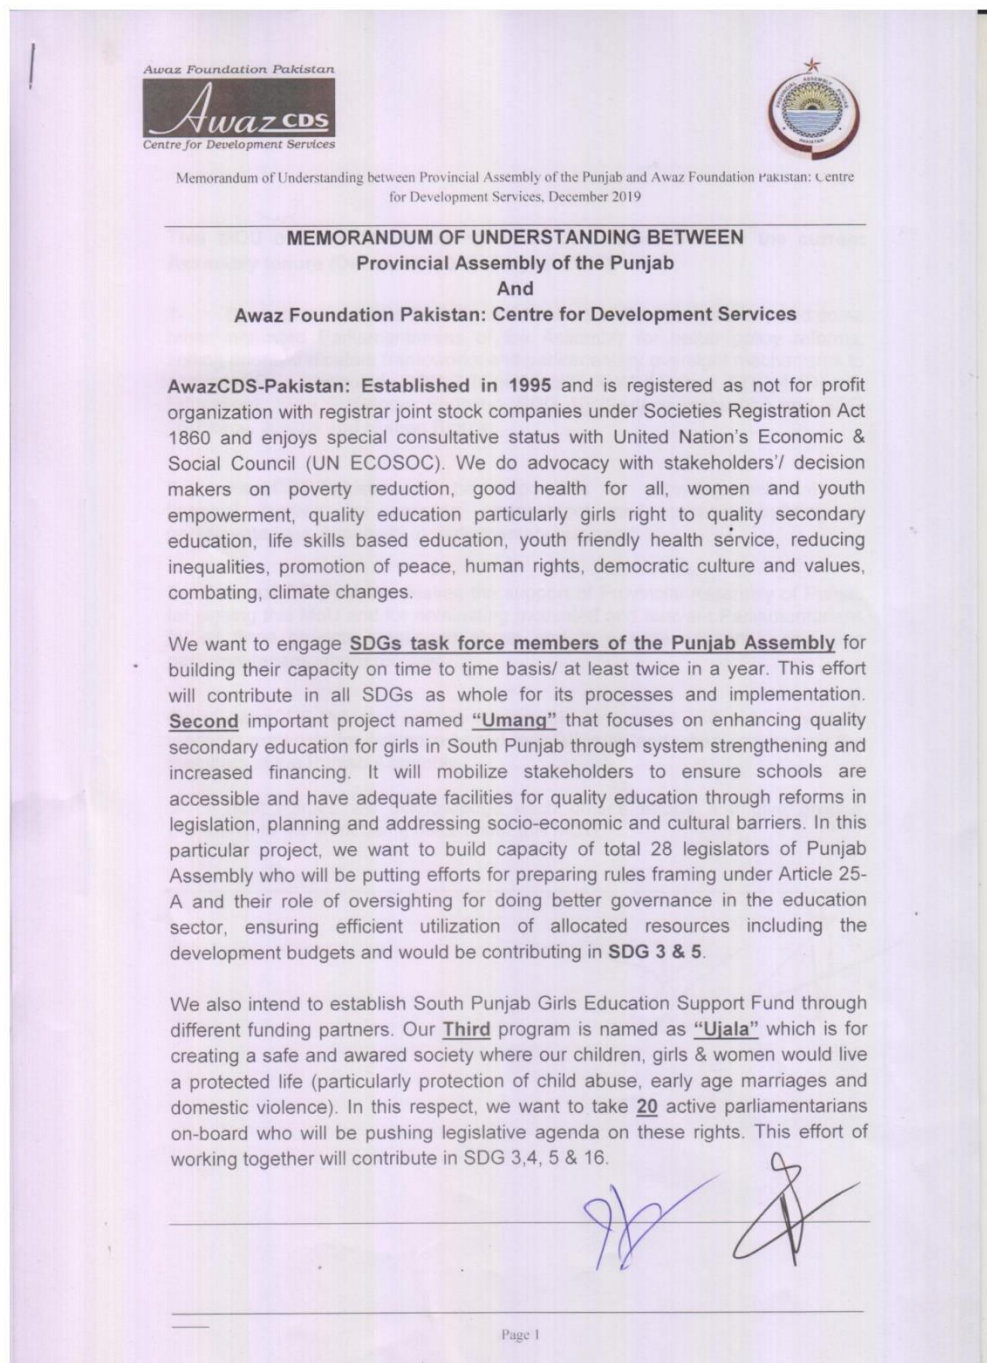 Awaz Foundation Pakistan
Awaz CDS
Centre for Development Services
PROVINCIAL ASSEMBLY PUNJAB
PAKISTAN
Memorandum of Understanding between Provincial Assembly of the Punjab and Awaz Foundation Pakistan: Centre
for Development Services, December 2019
MEMORANDUM OF UNDERSTANDING BETWEEN
Provincial Assembly of the Punjab
And
Awaz Foundation Pakistan: Centre for Development Services
AwazCDS-Pakistan: Established in 1995 and is registered as not for profit
organization with registrar joint stock companies under Societies Registration Act
1860 and enjoys special consultative status with United Nation's Economic &
Social Council (UN ECOSOC). We do advocacy with stakeholders'/ decision
makers on poverty reduction, good health for all, women and youth
empowerment, quality education particularly girls right to quality secondary
education, life skills based education, youth friendly health service, reducing
inequalities, promotion of peace, human rights, democratic culture and values,
combating, climate changes.
We want to engage SDGs task force members of the Punjab Assembly for
building their capacity on time to time basis/ at least twice in a year. This effort
will contribute in all SDGs as whole for its processes and implementation.
Second important project named “Umang” that focuses on enhancing quality
secondary education for girls in South Punjab through system strengthening and
increased financing. It will mobilize stakeholders to ensure schools are
accessible and have adequate facilities for quality education through reforms in
legislation, planning and addressing socio-economic and cultural barriers. In this
particular project, we want to build capacity of total 28 legislators of Punjab
Assembly who will be putting efforts for preparing rules framing under Article 25-
A and their role of oversighting for doing better governance in the education
sector, ensuring efficient utilization of allocated resources including the
development budgets and would be contributing in SDG 3 & 5.
We also intend to establish South Punjab Girls Education Support Fund through
different funding partners. Our Third program is named as “Ujala” which is for
creating a safe and awared society where our children, girls & women would live
a protected life (particularly protection of child abuse, early age marriages and
domestic violence). In this respect, we want to take 20 active parliamentarians
on-board who will be pushing legislative agenda on these rights. This effort of
working together will contribute in SDG 3,4, 5 & 16.
Page 1